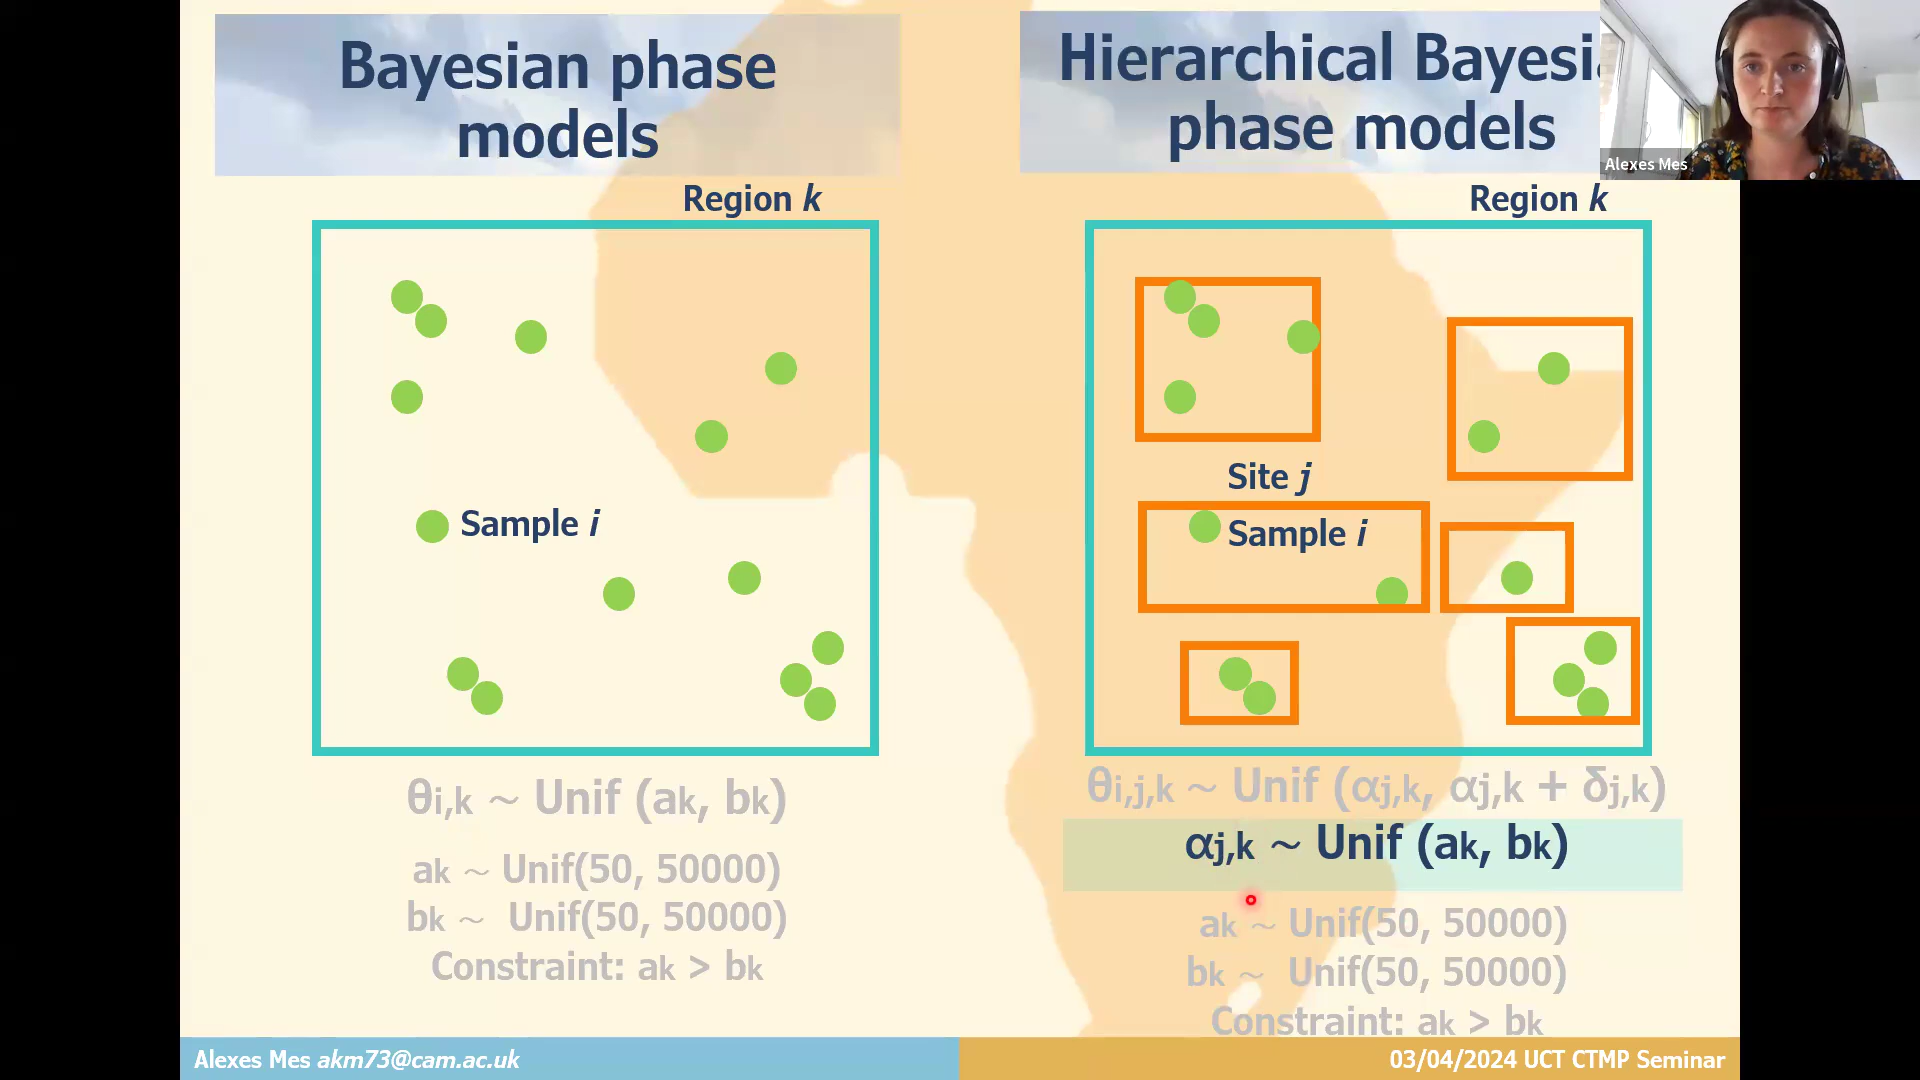 Bayesian phase
models
Region k
Sample i
θi,k ~ Unif (ak, bk)
ak ~ Unif(50, 50000)
bk ~ Unif(50, 50000)
Constraint: ak > bk
Hierarchical Bayesi
phase models
Alexes Mes
Region k
Site j
Sample i
θi,j,k ~ Unif (αj,k, αj,k + δj,k)
αj,k ~ Unif (ak, bk)
ak ~ Unif(50, 50000)
bk ~ Unif(50, 50000)
Constraint: ak > bk
Alexes Mes akm73@cam.ac.uk
03/04/2024 UCT CTMP Seminar